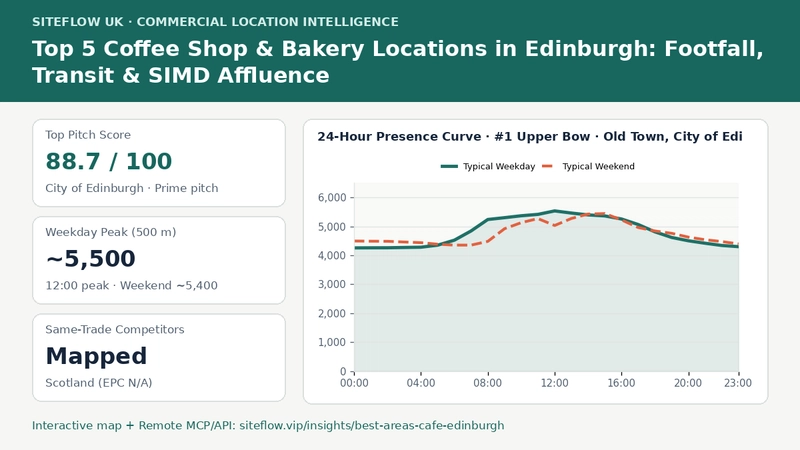 SITEFLOW UK · COMMERCIAL LOCATION INTELLIGENCE
Top 5 Coffee Shop & Bakery Locations in Edinburgh: Footfall,
Transit & SIMD Affluence
Top Pitch Score
88.7 / 100
City of Edinburgh · Prime pitch
Weekday Peak (500 m)
~5,500
12:00 peak · Weekend ~5,400
Same-Trade Competitors
Mapped
Scotland (EPC N/A)
24-Hour Presence Curve · #1 Upper Bow · Old Town, City of Edi
Typical Weekday
Typical Weekend
6,000
5,000
4,000
3,000
2,000
1,000
0
00:00 04:00 08:00 12:00 16:00 20:00 23:00
Interactive map + Remote MCP/API: siteflow.vip/insights/best-areas-cafe-edinburgh